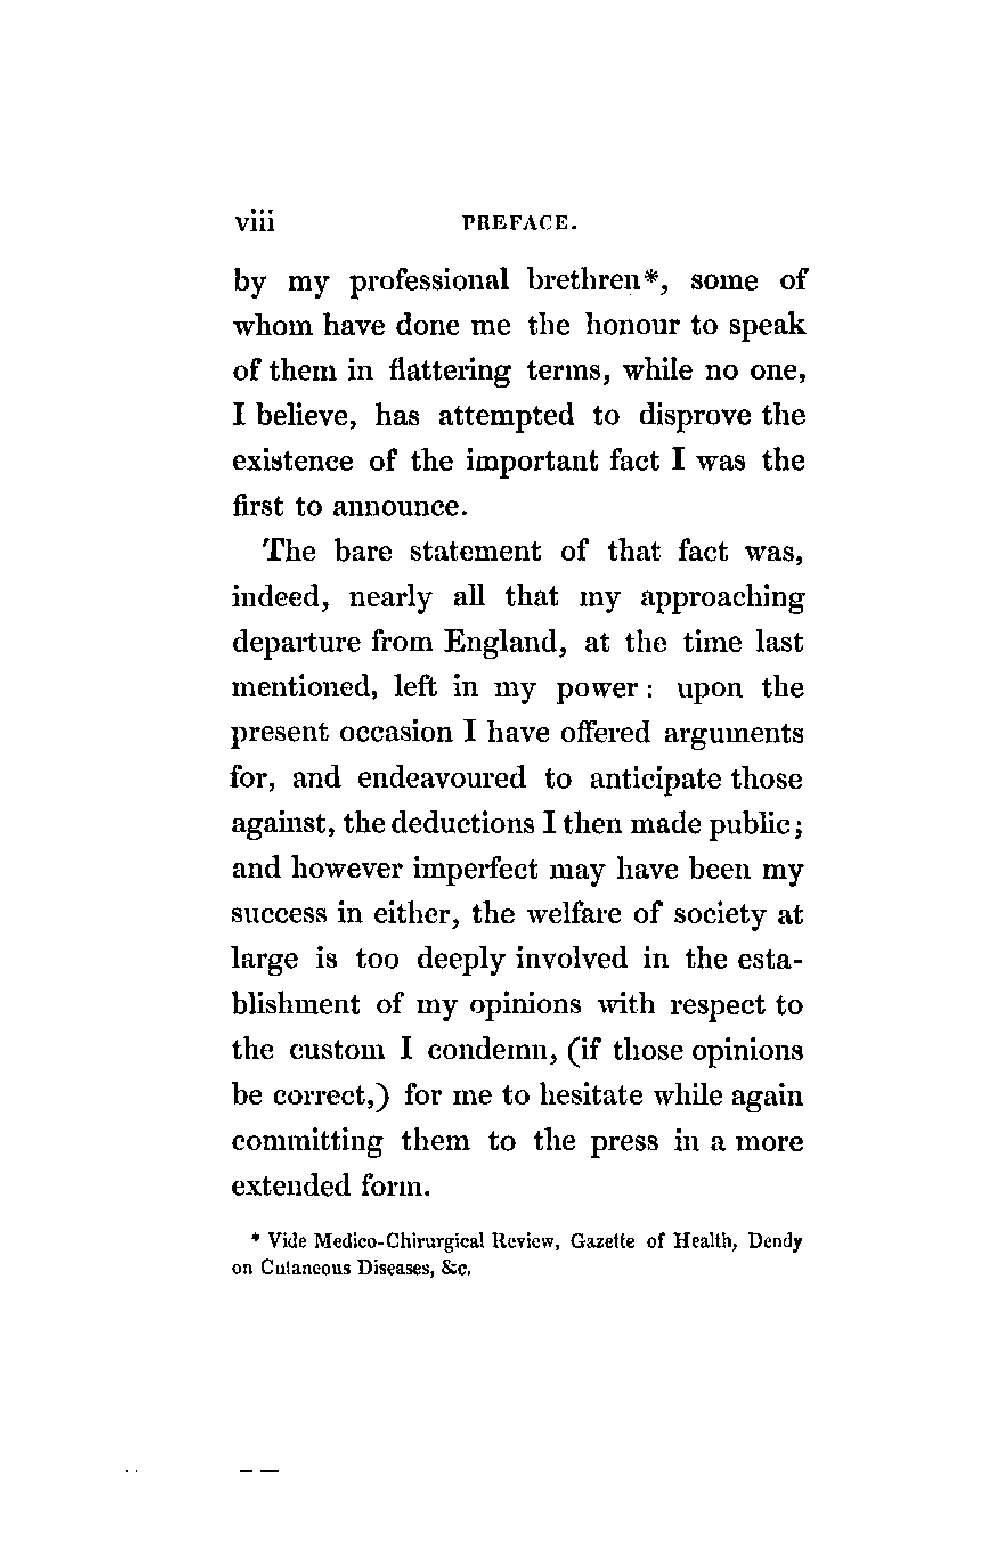 viii PREFACE.
by my professional brethren*, some of
whom have done me the honour to speak
of them in flattering terms, while no one,
I believe, has attempted to disprove the
existence of the important fact I was the
first to announce.
The bare statement of that fact was,
indeed, nearly all that my approaching
departure from England, at the time last
mentioned, left in my power: upon the
present occasion I have offered arguments
for, and endeavoured to anticipate those
against, the deductions I then made public;
and however imperfect may have been my
success in either, the welfare of society at
large is too deeply involved in the esta-
blishment of my opinions with respect to
the custom I condemn, (if those opinions
be correct,) for me to hesitate while again
committing them to the press in a more
extended form.
* Vide Medico-Chirurgical Review, Gazette of Health, Dendy
on Cutaneous Diseases, &c.